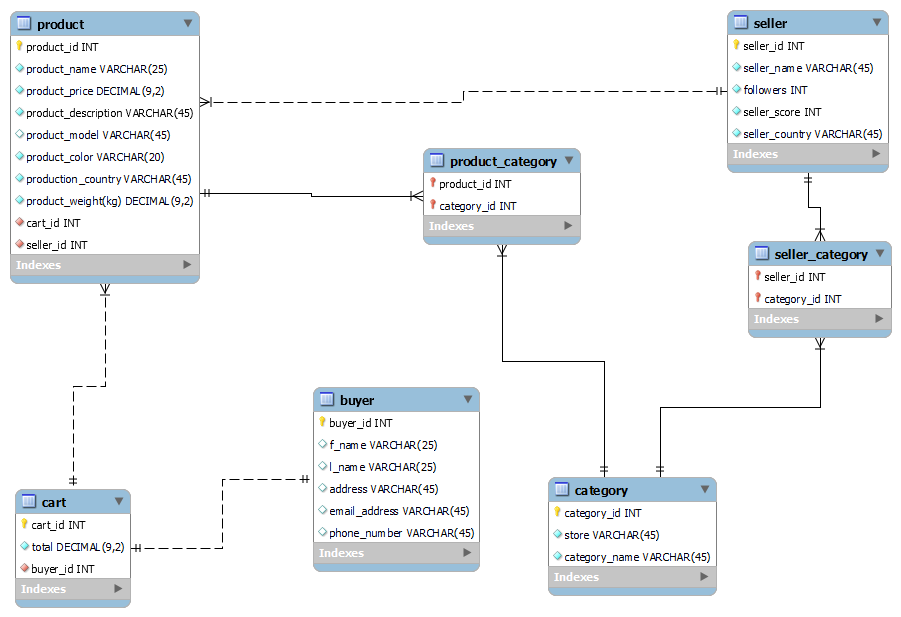 product
product_id INT
product_name VARCHAR(25)
product_price DECIMAL(9,2)
product_description VARCHAR(45)
product_model VARCHAR(45)
product_color VARCHAR(20)
production_country VARCHAR(45)
product_weight(kg) DECIMAL(9,2)
cart_id INT
seller_id INT
Indexes
seller
seller_id INT
seller_name VARCHAR(45)
followers INT
seller_score INT
seller_country VARCHAR(45)
Indexes
product_category
product_id INT
category_id INT
Indexes
seller_category
seller_id INT
category_id INT
Indexes
buyer
buyer_id INT
f_name VARCHAR(25)
l_name VARCHAR(25)
address VARCHAR(45)
email_address VARCHAR(45)
phone_number VARCHAR(45)
Indexes
cart
cart_id INT
total DECIMAL(9,2)
buyer_id INT
Indexes
category
category_id INT
store VARCHAR(45)
category_name VARCHAR(45)
Indexes